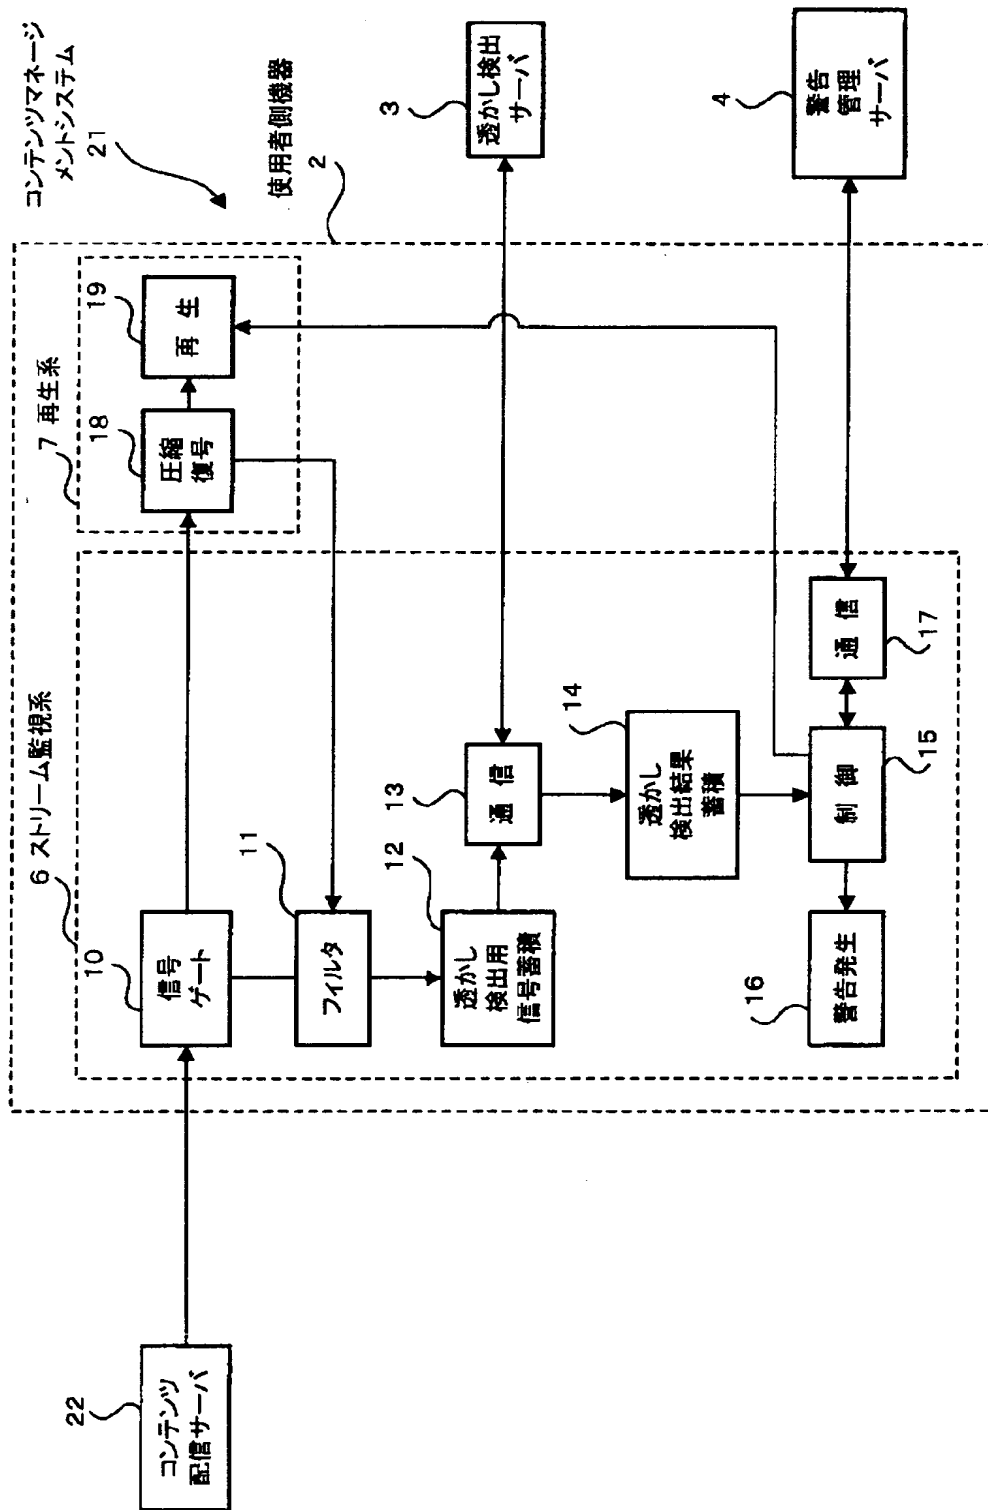 コンテンツマネージ
メントシステム
21
使用者側機器
2
7 再生系
19
再 生
18
圧縮
復号
3
透かし検出
サーバ
4
警告
管理
サーバ
6 ストリーム監視系
10
信号
ゲート
11
フィルタ
12
透かし
検出用
信号蓄積
13
通 信
14
透かし
検出結果
蓄積
制 御
15
通 信
17
16
警告発生
22
コンテンツ
配信サーバ